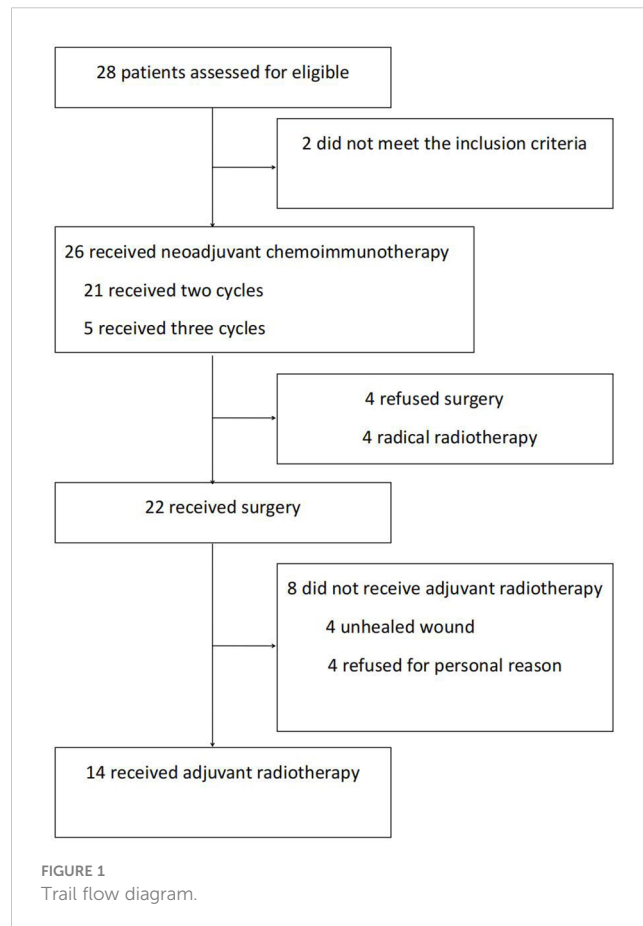 28 patients assessed for eligible
2 did not meet the inclusion criteria
26 received neoadjuvant chemoimmunotherapy
21 received two cycles
5 received three cycles
4 refused surgery
4 radical radiotherapy
22 received surgery
8 did not receive adjuvant radiotherapy
4 unhealed wound
4 refused for personal reason
14 received adjuvant radiotherapy
FIGURE 1
Trail flow diagram.